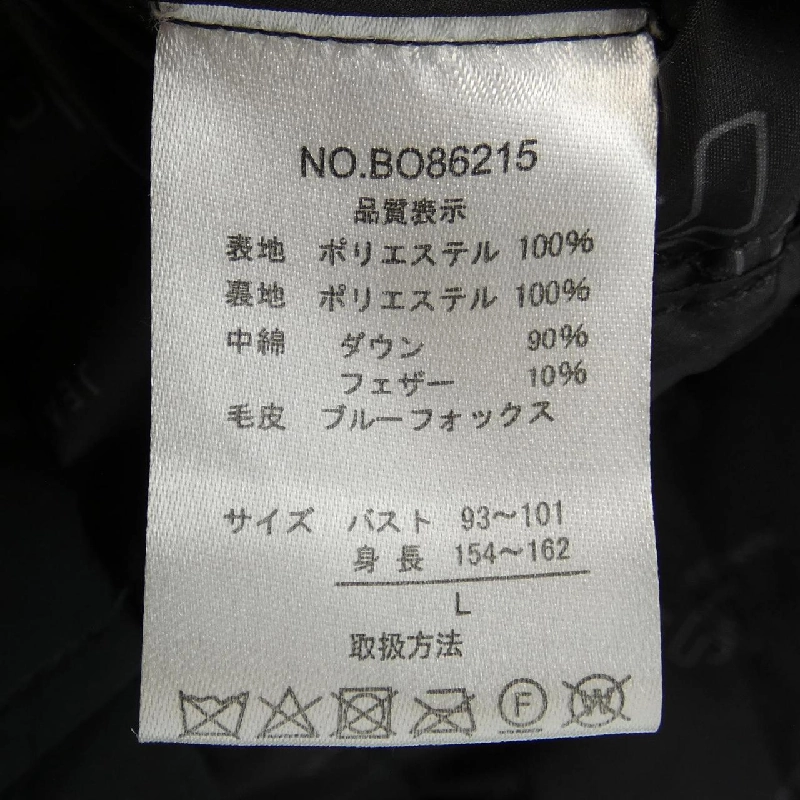 NO.BO86215
品質表示
表地 ポリエステル 100%
裏地 ポリエステル 100%
中綿 ダウン 90%
フェザー 10%
毛皮 ブルーフォックス
サイズ バスト 93〜101
身長 154〜162
L
取扱方法
F W